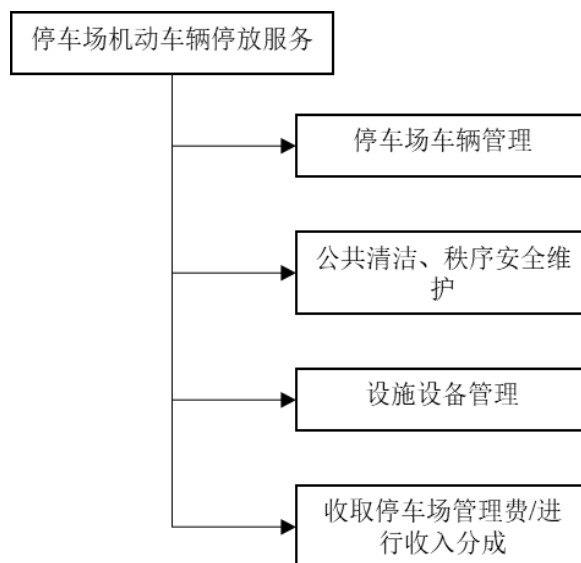 停车场机动车辆停放服务
停车场车辆管理
公共清洁、秩序安全维
护
设施设备管理
收取停车场管理费/进
行收入分成